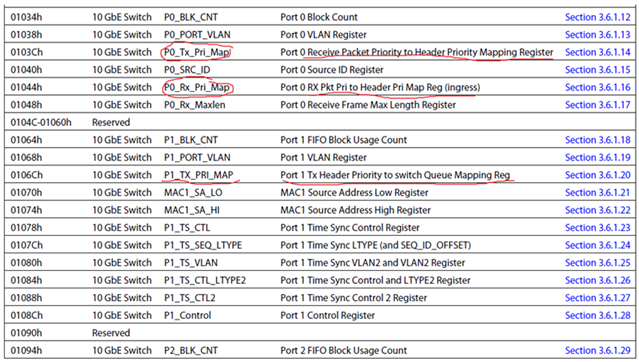 01034h 10 GbE Switch P0_BLK_CNT Port 0 Block Count Section 3.6.1.12
01038h 10 GbE Switch P0_PORT_VLAN Port 0 VLAN Register Section 3.6.1.13
0103Ch 10 GbE Switch P0_Tx_Pri_Map Port 0 Receive Packet Priority to Header Priority Mapping Register Section 3.6.1.14
01040h 10 GbE Switch P0_SRC_ID Port 0 Source ID Register Section 3.6.1.15
01044h 10 GbE Switch P0_Rx_Pri_Map Port 0 RX Pkt Pri to Header Pri Map Reg (ingress) Section 3.6.1.16
01048h 10 GbE Switch P0_Rx_Maxlen Port 0 Receive Frame Max Length Register Section 3.6.1.17
0104C-01060h Reserved
01064h 10 GbE Switch P1_BLK_CNT Port 1 FIFO Block Usage Count Section 3.6.1.18
01068h 10 GbE Switch P1_PORT_VLAN Port 1 VLAN Register Section 3.6.1.19
0106Ch 10 GbE Switch P1_TX_PRI_MAP Port 1 Tx Header Priority to switch Queue Mapping Reg Section 3.6.1.20
01070h 10 GbE Switch MAC1_SA_LO MAC1 Source Address Low Register Section 3.6.1.21
01074h 10 GbE Switch MAC1_SA_HI MAC1 Source Address High Register Section 3.6.1.22
01078h 10 GbE Switch P1_TS_CTL Port 1 Time Sync Control Register Section 3.6.1.23
0107Ch 10 GbE Switch P1_TS_SEQ_LTYPE Port 1 Time Sync LTYPE (and SEQ_ID_OFFSET) Section 3.6.1.24
01080h 10 GbE Switch P1_TS_VLAN Port 1 Time Sync VLAN2 and VLAN2 Register Section 3.6.1.25
01084h 10 GbE Switch P1_TS_CTL_LTYPE2 Port 1 Time Sync Control and LTYPE2 Register Section 3.6.1.26
01088h 10 GbE Switch P1_TS_CTL2 Port 1 Time Sync Control 2 Register Section 3.6.1.27
0108Ch 10 GbE Switch P1_Control Port 1 Control Register Section 3.6.1.28
01090h Reserved
01094h 10 GbE Switch P2_BLK_CNT Port 2 FIFO Block Usage Count Section 3.6.1.29